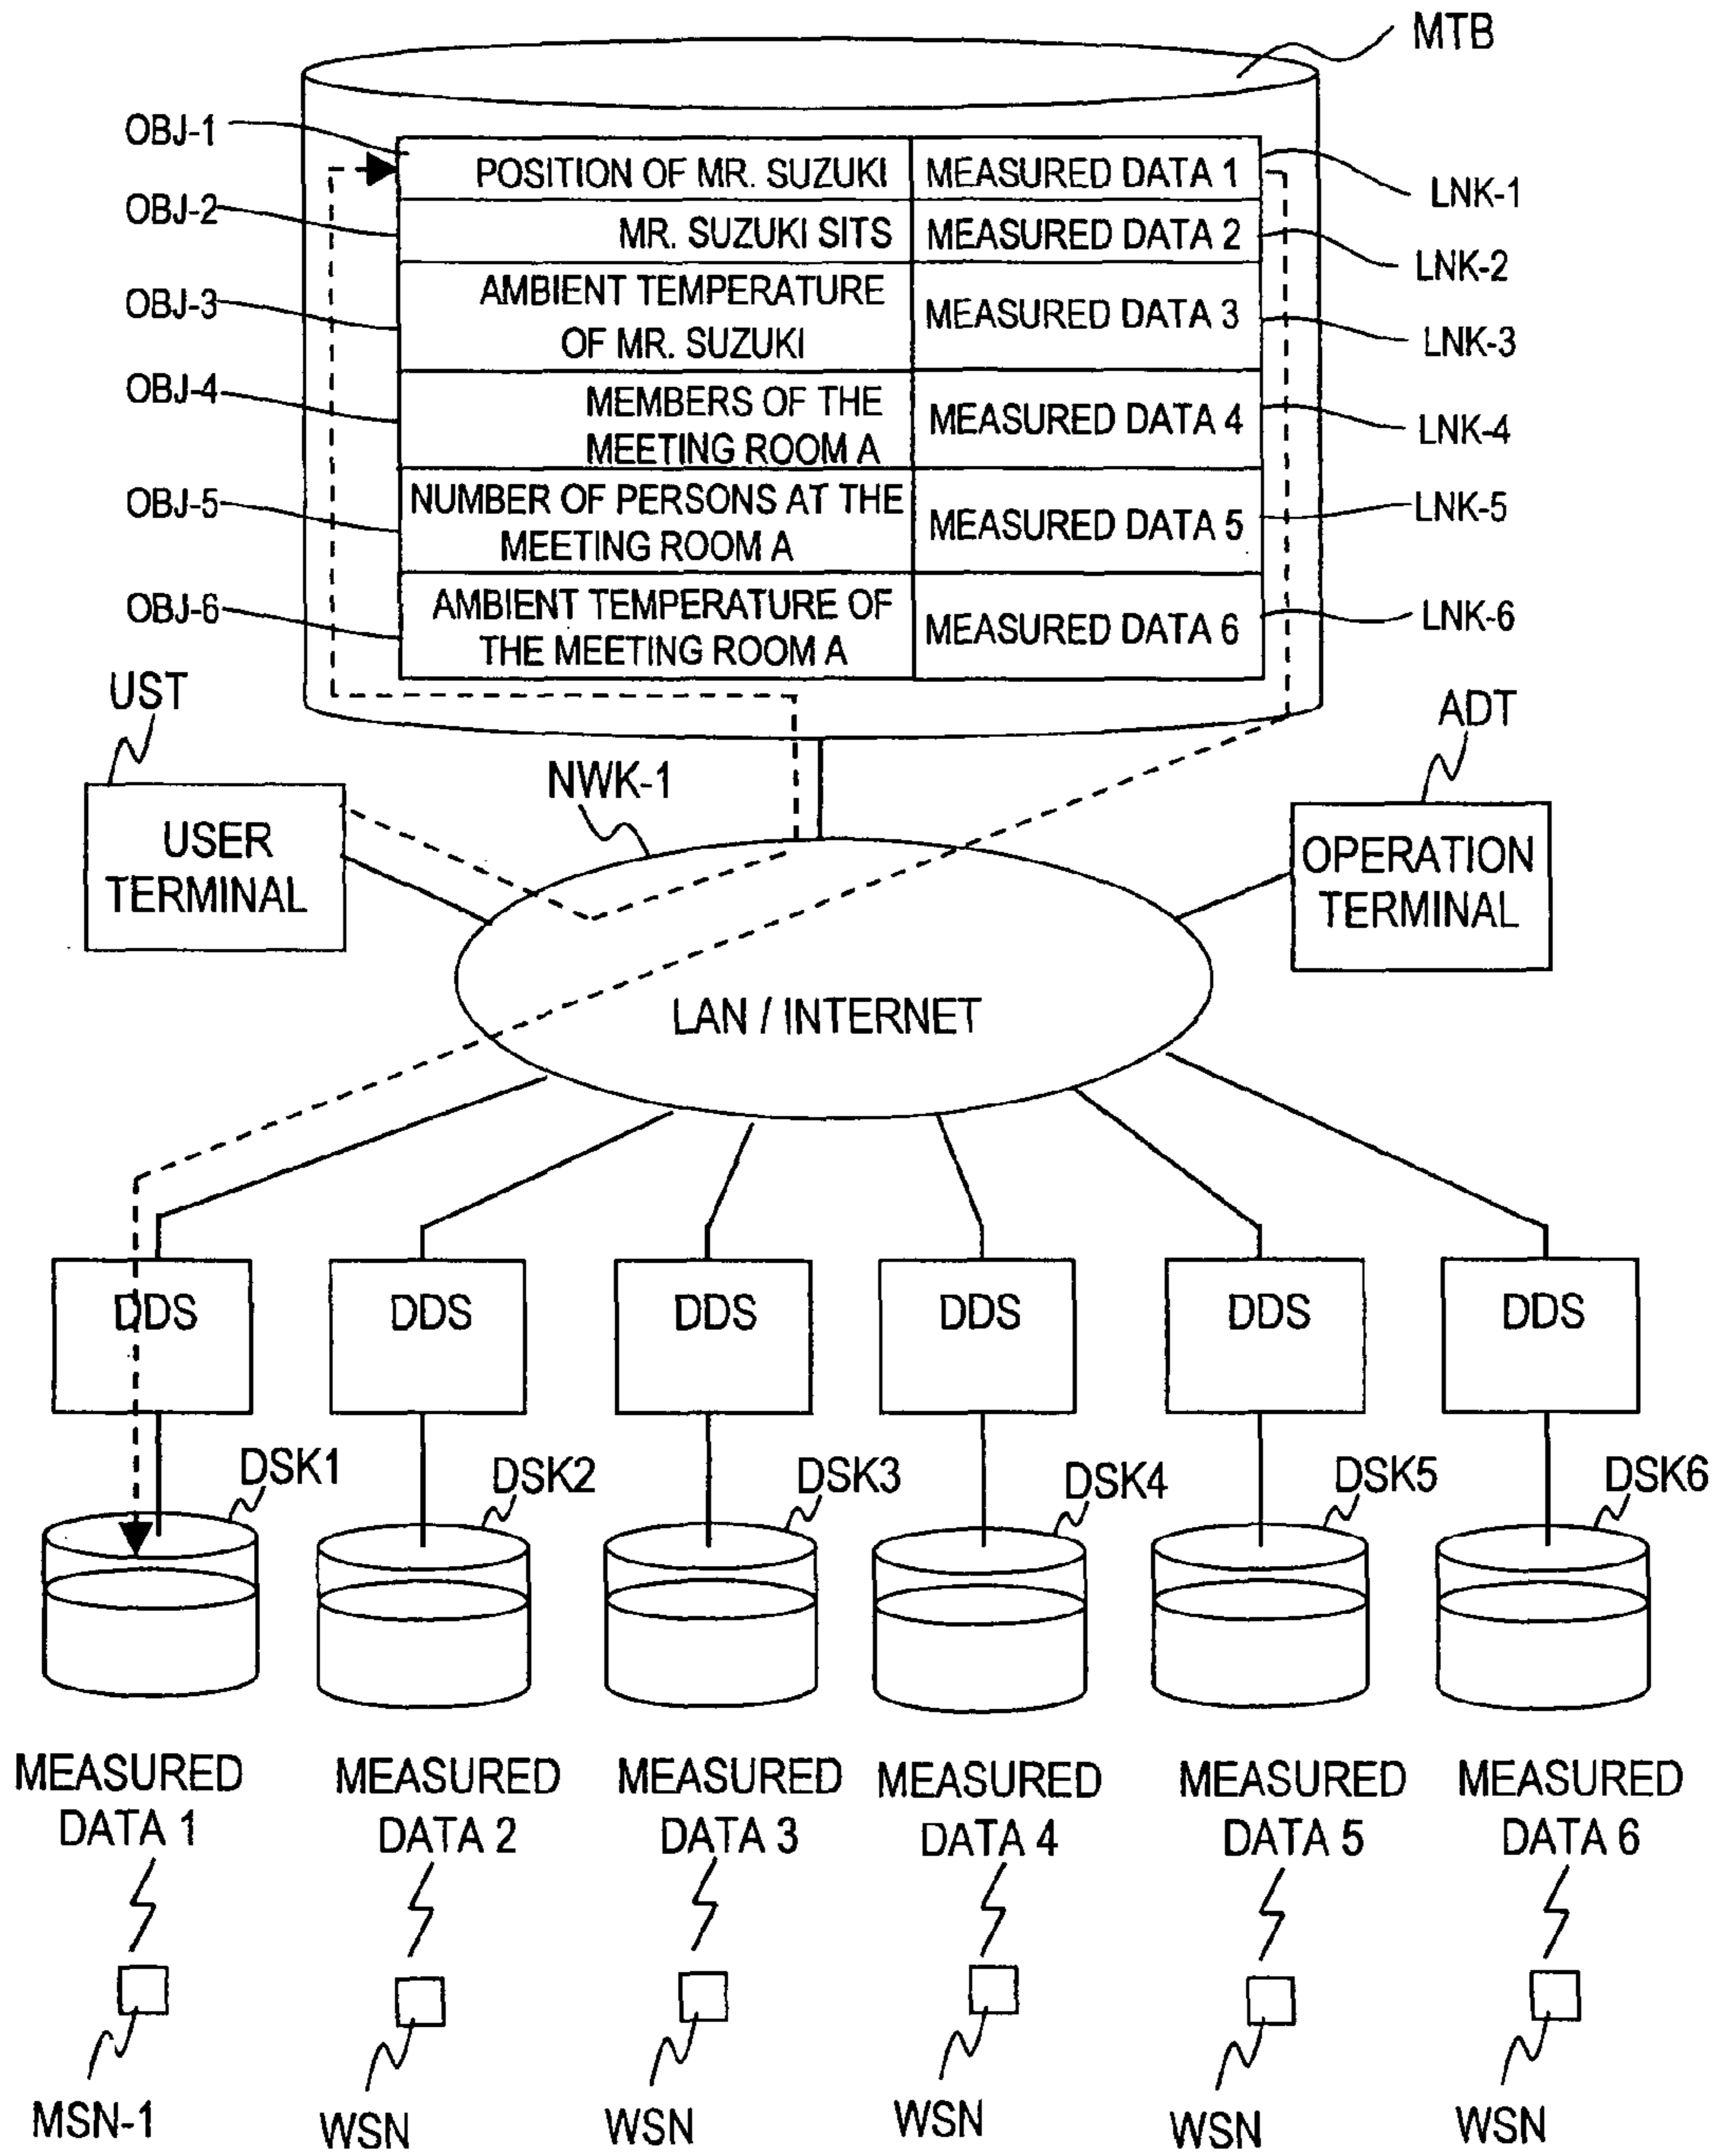 MTB
OBJ-1
POSITION OF MR. SUZUKI
MEASURED DATA 1
LNK-1
OBJ-2
MR. SUZUKI SITS
MEASURED DATA 2
LNK-2
OBJ-3
AMBIENT TEMPERATURE
OF MR. SUZUKI
MEASURED DATA 3
LNK-3
OBJ-4
MEMBERS OF THE
MEETING ROOM A
MEASURED DATA 4
LNK-4
OBJ-5
NUMBER OF PERSONS AT THE
MEETING ROOM A
MEASURED DATA 5
LNK-5
OBJ-6
AMBIENT TEMPERATURE OF
THE MEETING ROOM A
MEASURED DATA 6
LNK-6
UST
USER
TERMINAL
NWK-1
ADT
OPERATION
TERMINAL
LAN / INTERNET
DDS
DDS
DDS
DDS
DDS
DDS
DSK1
DSK2
DSK3
DSK4
DSK5
DSK6
MEASURED
DATA 1
MEASURED
DATA 2
MEASURED
DATA 3
MEASURED
DATA 4
MEASURED
DATA 5
MEASURED
DATA 6
MSN-1
WSN
WSN
WSN
WSN
WSN